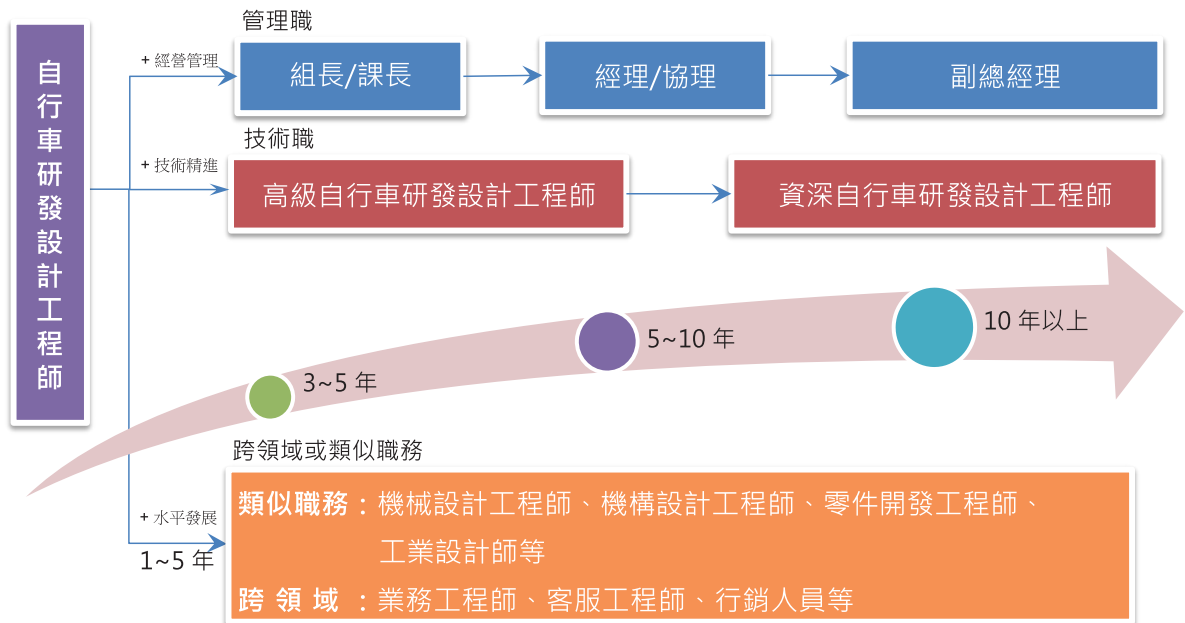 自行車研發設計工程師
管理職
+ 經營管理
組長/課長
經理/協理
副總經理
技術職
+ 技術精進
高級自行車研發設計工程師
資深自行車研發設計工程師
3~5 年
5~10 年
10 年以上
跨領域或類似職務
+ 水平發展
1~5 年
類似職務：機械設計工程師、機構設計工程師、零件開發工程師、
工業設計師等
跨 領 域 ：業務工程師、客服工程師、行銷人員等